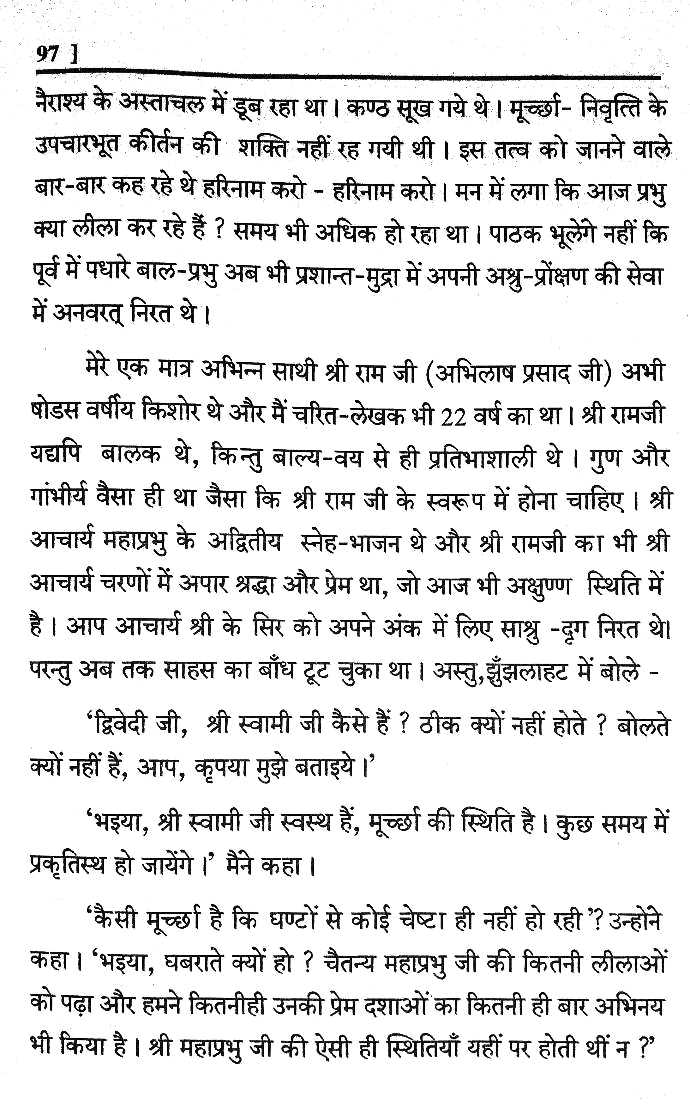 97 ]
नैराश्य के अस्ताचल में डूब रहा था । कण्ठ सूख गये थे । मूर्च्छा- निवृत्ति के
उपचारभूत कीर्तन की शक्ति नहीं रह गयी थी । इस तत्व को जानने वाले
बार-बार कह रहे थे हरिनाम करो - हरिनाम करो । मन में लगा कि आज प्रभु
क्या लीला कर रहे हैं ? समय भी अधिक हो रहा था । पाठक भूलेंगे नहीं कि
पूर्व में पधारे बाल-प्रभु अब भी प्रशान्त-मुद्रा में अपनी अश्रु-प्रोंक्षण की सेवा
में अनवरत् निरत थे ।
मेरे एक मात्र अभिन्न साथी श्री राम जी (अभिलाष प्रसाद जी) अभी
षोडस वर्षीय किशोर थे और मैं चरित-लेखक भी 22 वर्ष का था । श्री रामजी
यद्यपि बालक थे, किन्तु बाल्य-वय से ही प्रतिभाशाली थे । गुण और
गांभीर्य वैसा ही था जैसा कि श्री राम जी के स्वरूप में होना चाहिए । श्री
आचार्य महाप्रभु के अद्वितीय स्नेह-भाजन थे और श्री रामजी का भी श्री
आचार्य चरणों में अपार श्रद्धा और प्रेम था, जो आज भी अक्षुण्ण स्थिति में
है । आप आचार्य श्री के सिर को अपने अंक में लिए साश्रु -दृग निरत थे।
परन्तु अब तक साहस का बाँध टूट चुका था । अस्तु,झुँझलाहट में बोले -
‘द्विवेदी जी, श्री स्वामी जी कैसे हैं ? ठीक क्यों नहीं होते ? बोलते
क्यों नहीं हैं, आप, कृपया मुझे बताइये ।’
‘भइया, श्री स्वामी जी स्वस्थ हैं, मूर्च्छा की स्थिति है । कुछ समय में
प्रकृतिस्थ हो जायेंगे ।’ मैने कहा ।
‘कैसी मूर्च्छा है कि घण्टों से कोई चेष्टा ही नहीं हो रही ’? उन्होंने
कहा । ‘भइया, घबराते क्यों हो ? चैतन्य महाप्रभु जी की कितनी लीलाओं
को पढ़ा और हमने कितनीही उनकी प्रेम दशाओं का कितनी ही बार अभिनय
भी किया है । श्री महाप्रभु जी की ऐसी ही स्थितियाँ यहीं पर होती थीं न ?’